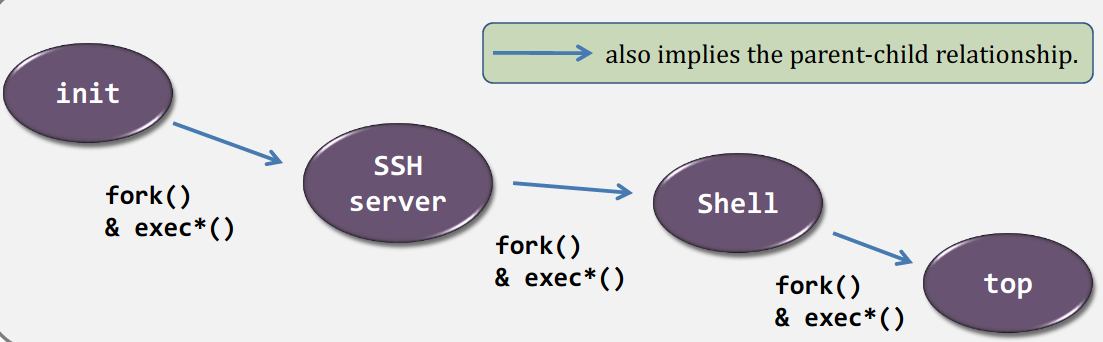 also implies the parent-child relationship.
init
SSH
server
Shell
top
fork()
& exec*()
fork()
& exec*()
fork()
& exec*()